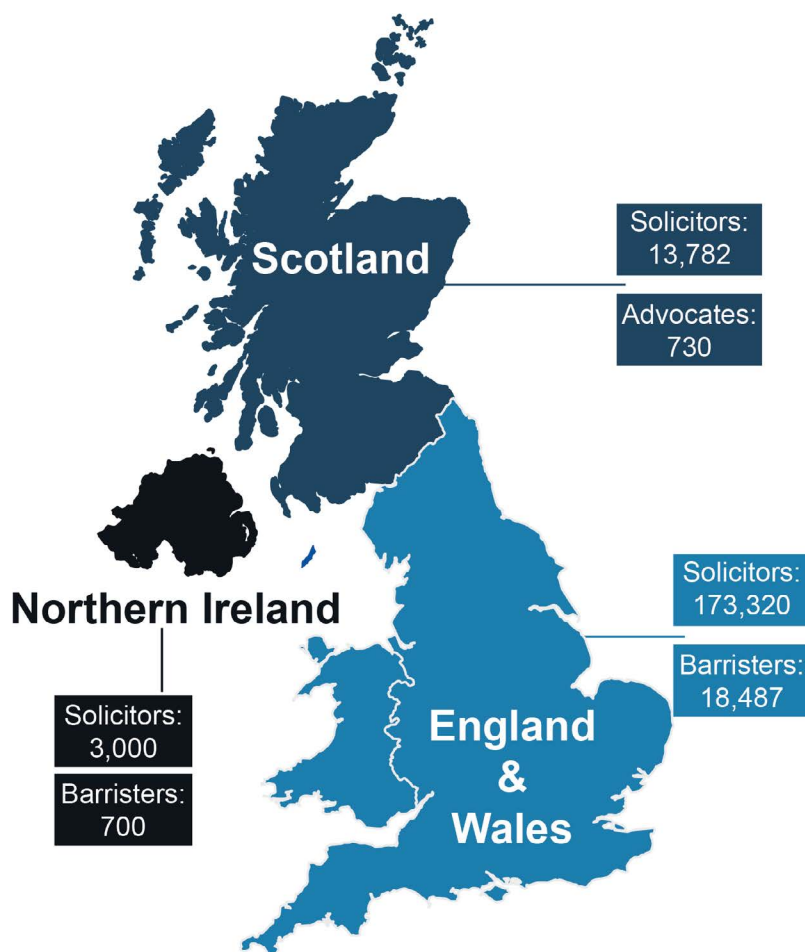 Scotland
Solicitors:
13,782
Advocates:
730
Northern Ireland
Solicitors:
3,000
Barristers:
700
Solicitors:
173,320
Barristers:
18,487
England
&
Wales